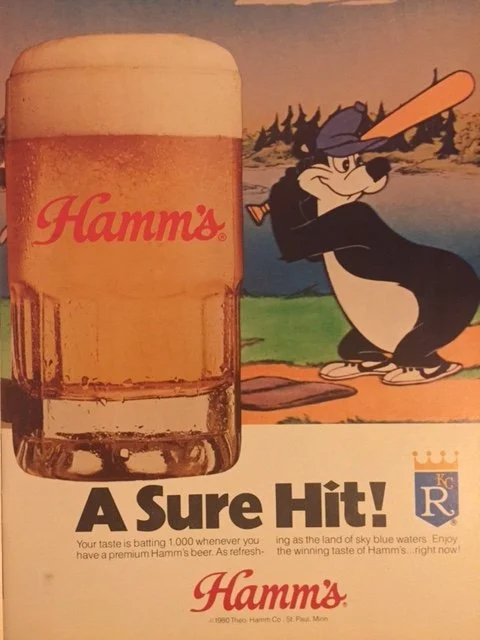 Hamm's®
A Sure Hit!
KC
R®
Your taste is batting 1.000 whenever you
have a premium Hamm's beer. As refresh-
ing as the land of sky blue waters. Enjoy
the winning taste of Hamm's...right now!
Hamm's®
© 1980 Theo. Hamm Co., St. Paul, Minn.